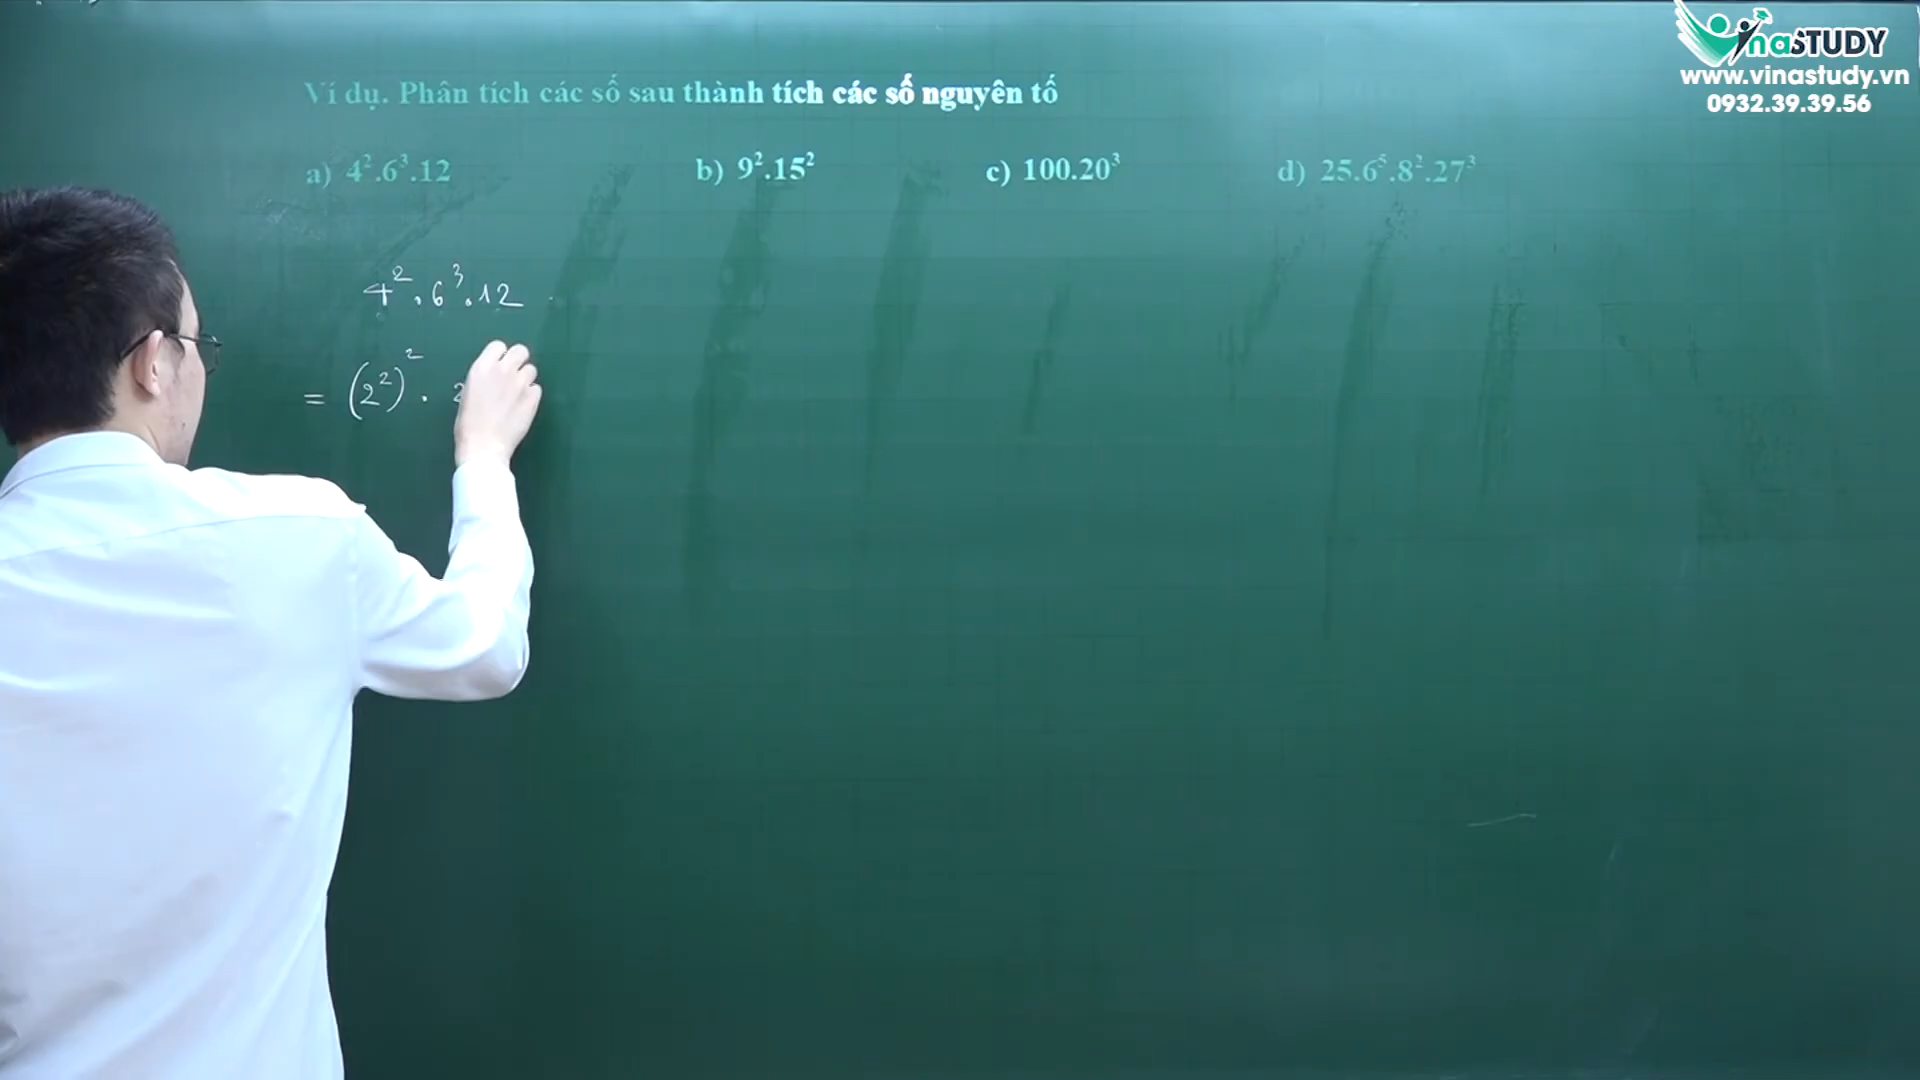 VinaSTUDY
www.vinastudy.vn
0932.39.39.56
Ví dụ. Phân tích các số sau thành tích các số nguyên tố
a) 4².6³.12 b) 9².15² c) 100.20³ d) 25.6⁵.8².27³
4².6³.12
= (2²)² . 2